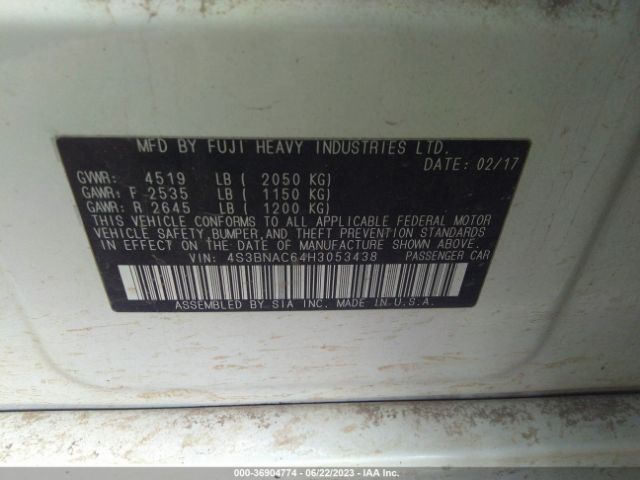 MFD BY FUJI HEAVY INDUSTRIES LTD.
DATE: 02/17
GVWR: 4519 LB ( 2050 KG)
GAWR: F 2535 LB ( 1150 KG)
GAWR: R 2645 LB ( 1200 KG)
THIS VEHICLE CONFORMS TO ALL APPLICABLE FEDERAL MOTOR
VEHICLE SAFETY, BUMPER, AND THEFT PREVENTION STANDARDS
IN EFFECT ON THE DATE OF MANUFACTURE SHOWN ABOVE.
VIN: 4S3BNAC64H3053438 PASSENGER CAR
ASSEMBLED BY SIA INC. MADE IN U.S.A.
000-36904774 - 06/22/2023 - IAA Inc.